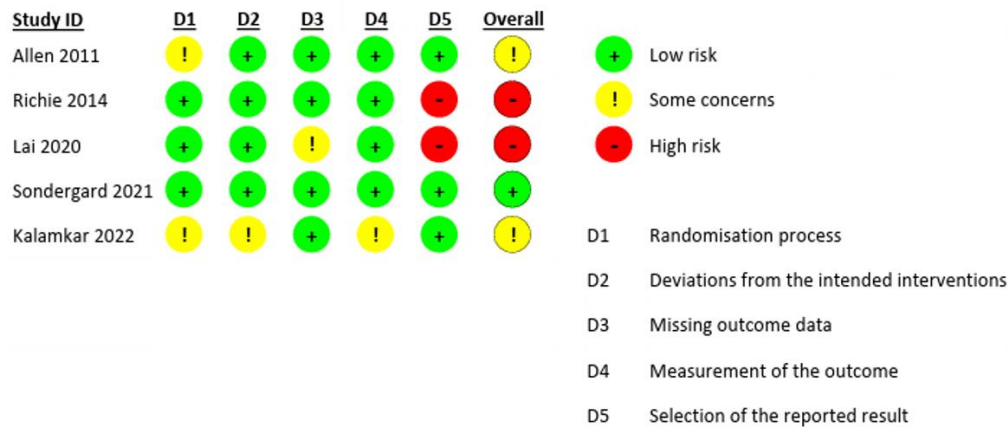 Study ID D1 D2 D3 D4 D5 Overall
Allen 2011 ! + + + + !
Richie 2014 + + + + - -
Lai 2020 + + ! + - -
Sondergard 2021 + + + + + +
Kalamkar 2022 ! ! + ! + !
+ Low risk
! Some concerns
- High risk
D1 Randomisation process
D2 Deviations from the intended interventions
D3 Missing outcome data
D4 Measurement of the outcome
D5 Selection of the reported result